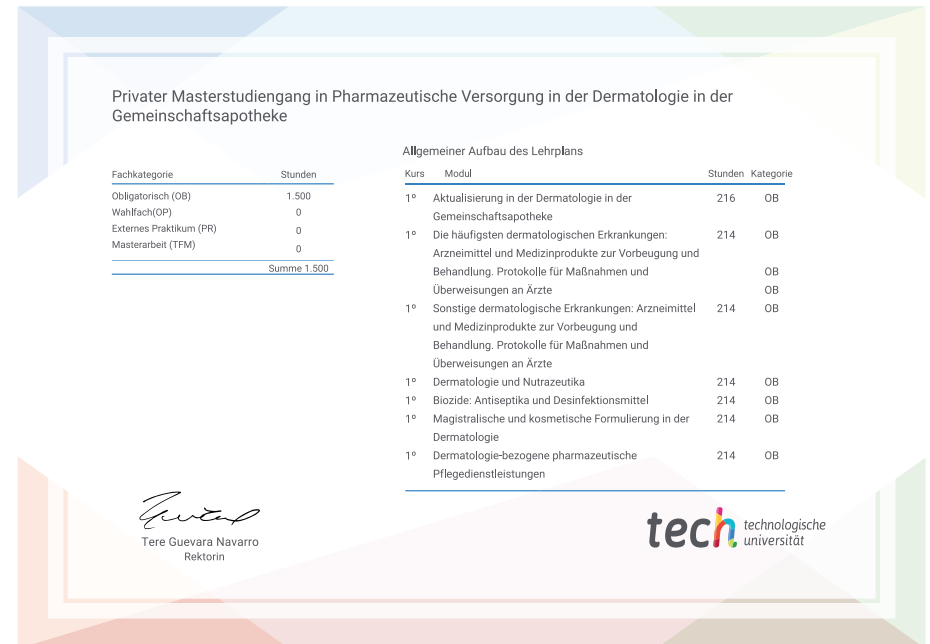 Privater Masterstudiengang in Pharmazeutische Versorgung in der Dermatologie in der
Gemeinschaftsapotheke
Fachkategorie Stunden
Obligatorisch (OB) 1.500
Wahlfach(OP) 0
Externes Praktikum (PR) 0
Masterarbeit (TFM) 0
Summe 1.500
Allgemeiner Aufbau des Lehrplans
Kurs Modul Stunden Kategorie
1º Aktualisierung in der Dermatologie in der 216 OB
Gemeinschaftsapotheke
1º Die häufigsten dermatologischen Erkrankungen: 214 OB
Arzneimittel und Medizinprodukte zur Vorbeugung und
Behandlung. Protokolle für Maßnahmen und OB
Überweisungen an Ärzte OB
1º Sonstige dermatologische Erkrankungen: Arzneimittel 214 OB
und Medizinprodukte zur Vorbeugung und
Behandlung. Protokolle für Maßnahmen und
Überweisungen an Ärzte
1º Dermatologie und Nutrazeutika 214 OB
1º Biozide: Antiseptika und Desinfektionsmittel 214 OB
1º Magistralische und kosmetische Formulierung in der 214 OB
Dermatologie
1º Dermatologie-bezogene pharmazeutische 214 OB
Pflegedienstleistungen
Tere Guevara Navarro
Rektorin
tech technologische
universität